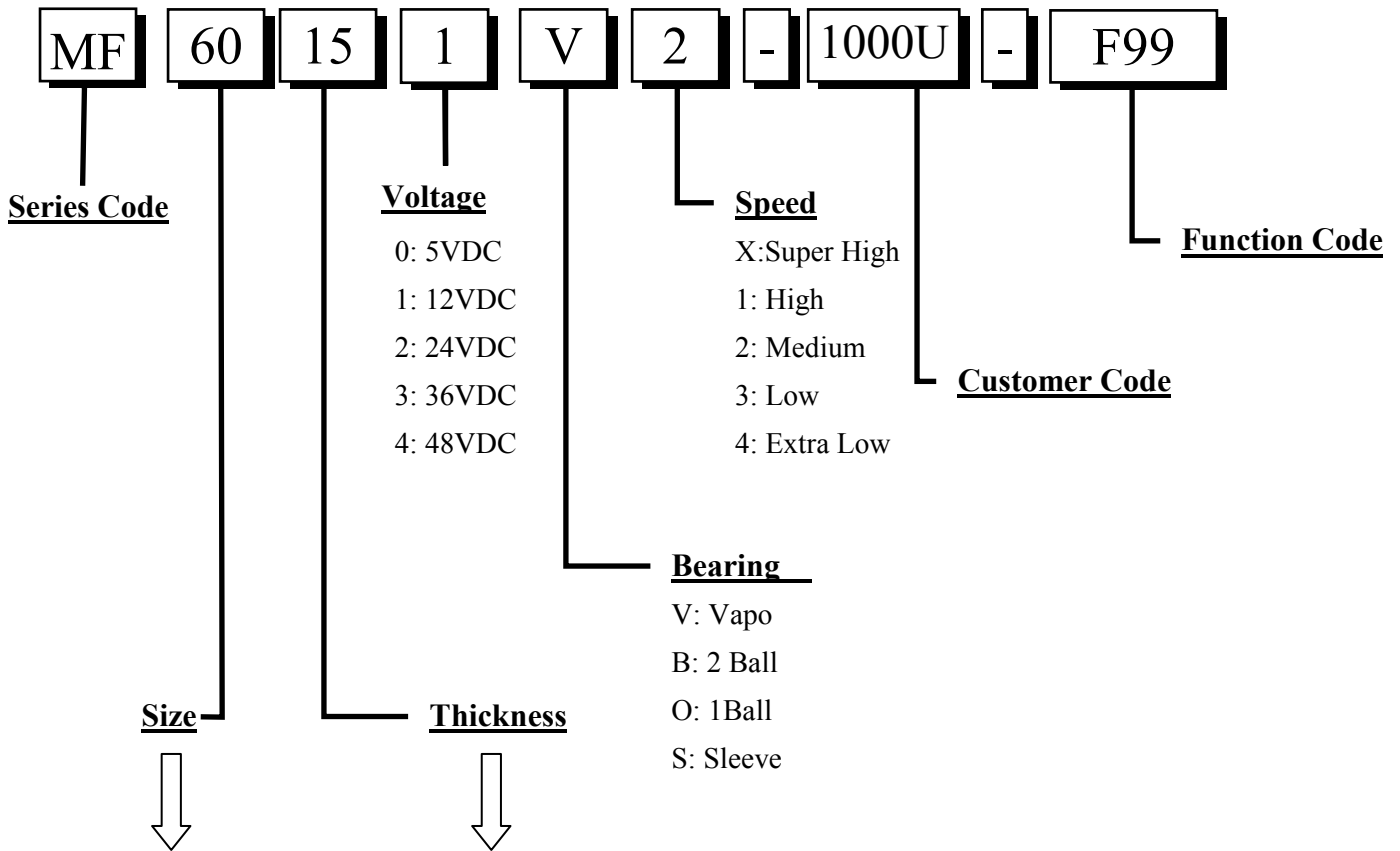 MF 60 15 1 V 2 - 1000U - F99
Series Code
Voltage
0: 5VDC
1: 12VDC
2: 24VDC
3: 36VDC
4: 48VDC
Speed
X:Super High
1: High
2: Medium
3: Low
4: Extra Low
Function Code
Customer Code
Bearing
V: Vapo
B: 2 Ball
O: 1Ball
S: Sleeve
Size
Thickness